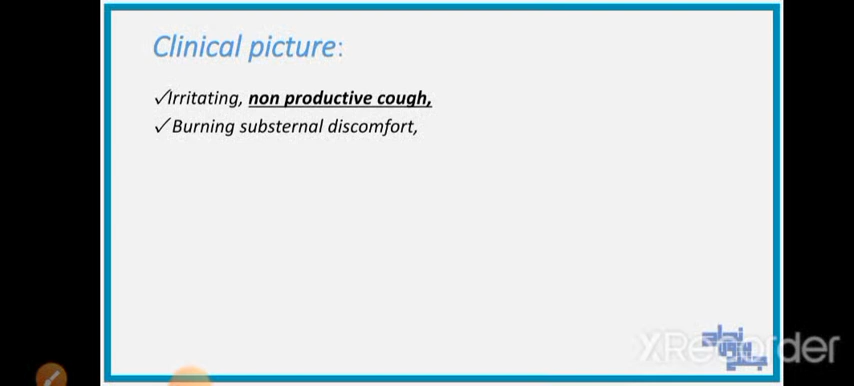 Clinical picture:
✓Irritating, non productive cough,
✓Burning substernal discomfort,
XRecorder